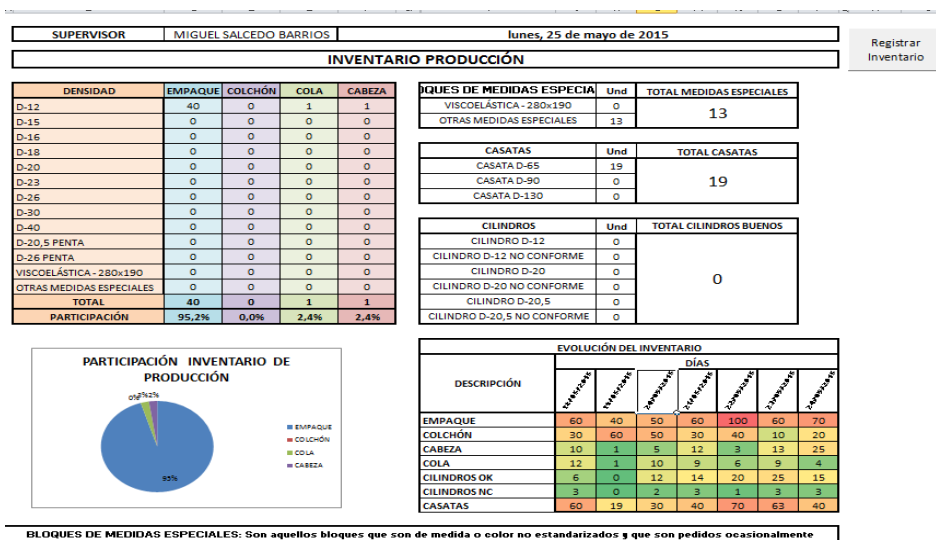 SUPERVISOR MIGUEL SALCEDO BARRIOS lunes, 25 de mayo de 2015
Registrar
Inventario
INVENTARIO PRODUCCIÓN
DENSIDAD EMPAQUE COLCHÓN COLA CABEZA
D-12 40 0 1 1
D-15 0 0 0 0
D-16 0 0 0 0
D-18 0 0 0 0
D-20 0 0 0 0
D-23 0 0 0 0
D-26 0 0 0 0
D-30 0 0 0 0
D-40 0 0 0 0
D-20,5 PENTA 0 0 0 0
D-26 PENTA 0 0 0 0
VISCOELÁSTICA - 280x190 0 0 0 0
OTRAS MEDIDAS ESPECIALES 0 0 0 0
TOTAL 40 0 1 1
PARTICIPACIÓN 95,2% 0,0% 2,4% 2,4%
QUES DE MEDIDAS ESPECIA Und TOTAL MEDIDAS ESPECIALES
VISCOELÁSTICA - 280x190 0
OTRAS MEDIDAS ESPECIALES 13
13
CASATAS Und TOTAL CASATAS
CASATA D-65 19
CASATA D-90 0
CASATA D-130 0
19
CILINDROS Und TOTAL CILINDROS BUENOS
CILINDRO D-12 0
CILINDRO D-12 NO CONFORME 0
CILINDRO D-20 0
CILINDRO D-20 NO CONFORME 0
CILINDRO D-20,5 0
CILINDRO D-20,5 NO CONFORME 0
0
PARTICIPACIÓN INVENTARIO DE
PRODUCCIÓN
0% 3% 2%
95%
EMPAQUE
COLCHÓN
COLA
CABEZA
EVOLUCIÓN DEL INVENTARIO
DESCRIPCIÓN DÍAS
EMPAQUE 60 40 50 60 100 60 70
COLCHÓN 30 60 50 30 40 10 20
CABEZA 10 1 5 12 3 13 25
COLA 12 1 10 9 6 9 4
CILINDROS OK 6 0 12 14 20 25 15
CILINDROS NC 3 0 2 3 1 3 3
CASATAS 60 19 30 40 70 63 40
BLOQUES DE MEDIDAS ESPECIALES: Son aquellos bloques que son de medida o color no estandarizados y que son pedidos ocasionalmente